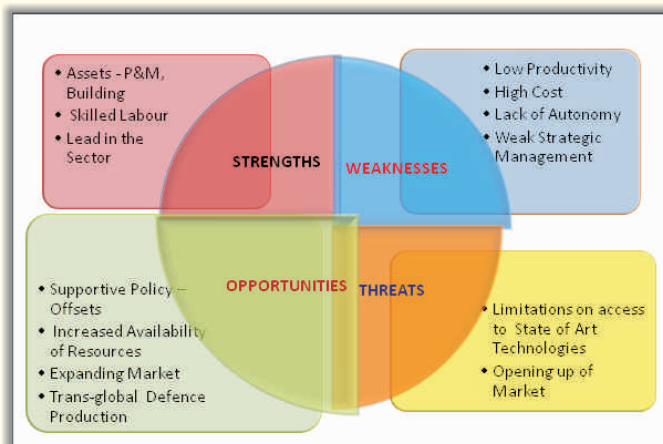 • Assets - P&M,
Building
• Skilled Labour
• Lead in the
Sector
STRENGTHS
• Low Productivity
• High Cost
• Lack of Autonomy
• Weak Strategic
Management
WEAKNESSES
• Supportive Policy –
Offsets
• Increased Availability
of Resources
• Expanding Market
• Trans-global Defence
Production
OPPORTUNITIES
THREATS
• Limitations on access
to State of Art
Technologies
• Opening up of
Market